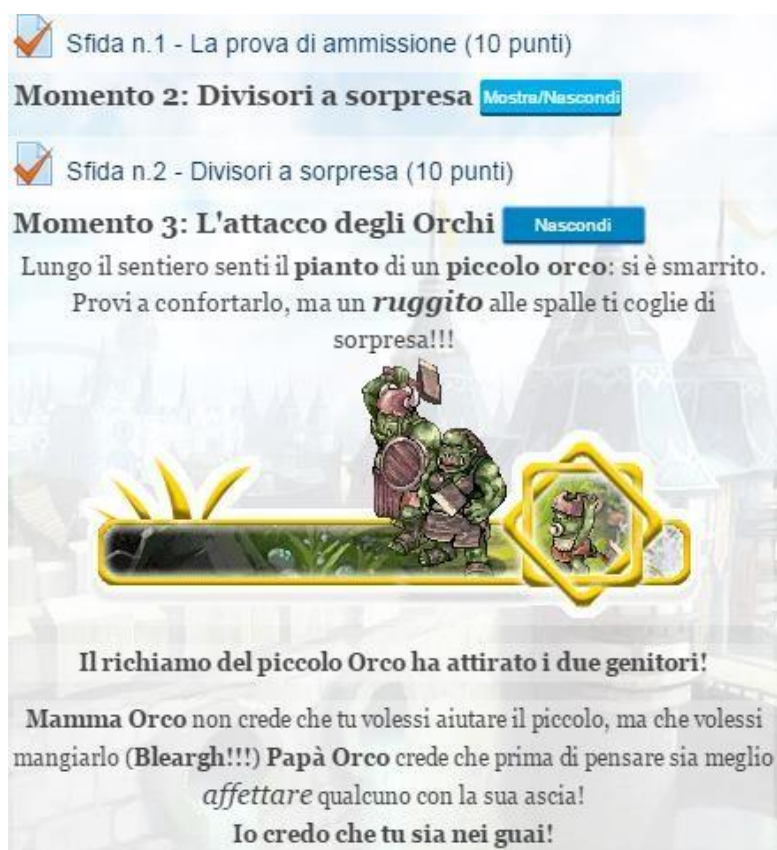 Sfida n.1 - La prova di ammissione (10 punti)
Momento 2: Divisori a sorpresa Mostra/Nascondi
Sfida n.2 - Divisori a sorpresa (10 punti)
Momento 3: L'attacco degli Orchi Nascondi
Lungo il sentiero senti il pianto di un piccolo orco: si è smarrito.
Provi a confortarlo, ma un ruggito alle spalle ti coglie di
sorpresa!!!
Il richiamo del piccolo Orco ha attirato i due genitori!
Mamma Orco non crede che tu volessi aiutare il piccolo, ma che volessi
mangiarlo (Bleargh!!!) Papà Orco crede che prima di pensare sia meglio
affettare qualcuno con la sua ascia!
Io credo che tu sia nei guai!